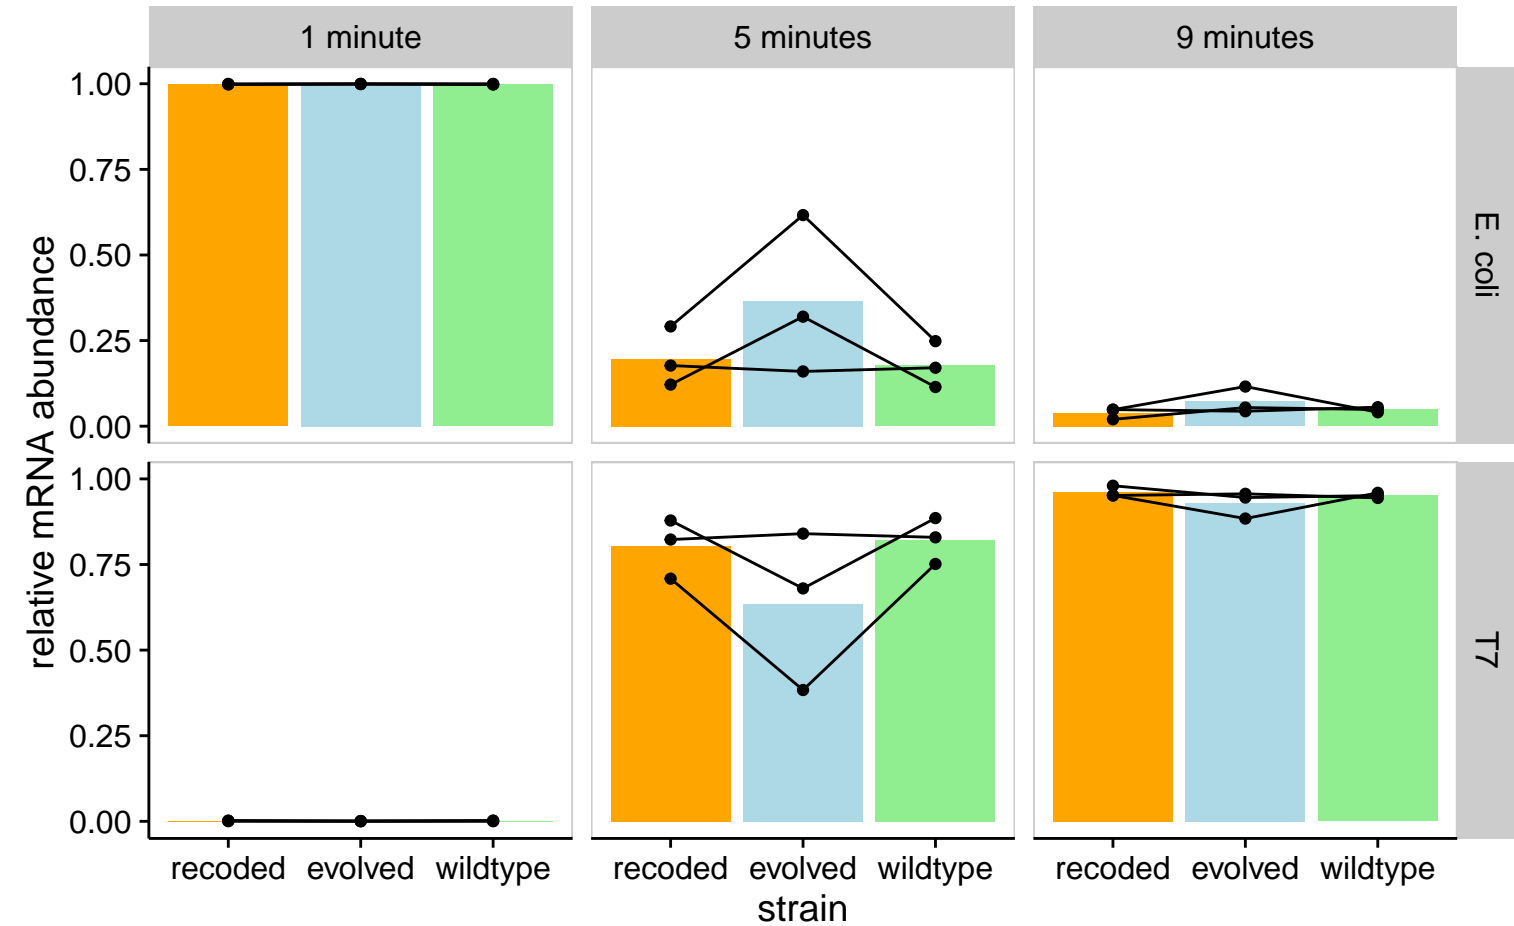 1 minute
5 minutes
9 minutes
relative mRNA abundance
1.00
0.75
0.50
0.25
0.00
E. coli
1.00
0.75
0.50
0.25
0.00
T7
recoded evolved wildtype
recoded evolved wildtype
recoded evolved wildtype
strain